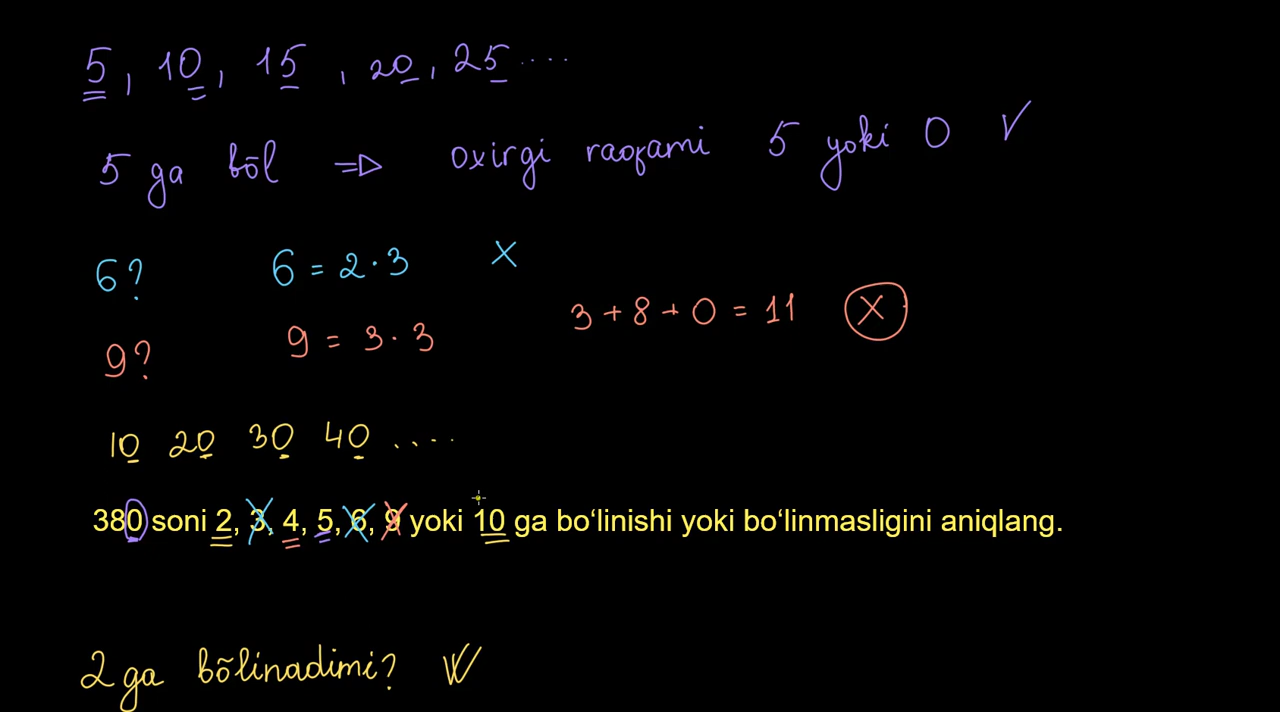 5, 10, 15, 20, 25....
5 ga bōl => oxirgi raqami 5 yoki 0 ✓
6? 6 = 2·3 ×
9? 9 = 3·3 3+8+0 = 11 ×
10 20 30 40 ....
380 soni 2, 3, 4, 5, 6, 9 yoki 10 ga bo‘linishi yoki bo‘linmasligini aniqlang.
2 ga bōlinadimi? ✓